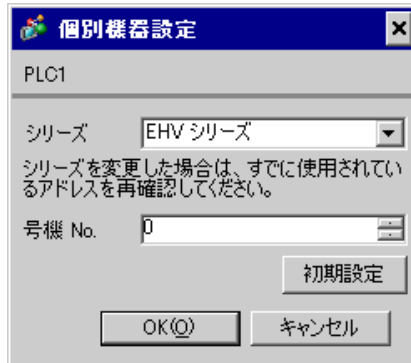 個別機器設定
PLC1
シリーズ EHV シリーズ
シリーズを変更した場合は、すでに使用されてい
るアドレスを再確認してください。
号機 No. 0
初期設定
OK(O) キャンセル